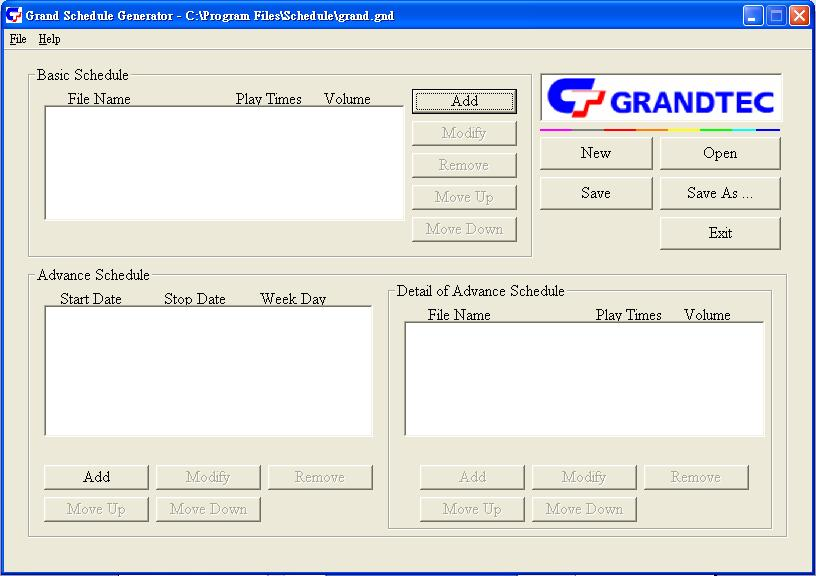 Grand Schedule Generator - C:\Program Files\Schedule\grand.gnd
File Help
Basic Schedule
File Name Play Times Volume
Add
Modify
Remove
Move Up
Move Down
GRANDTEC
New Open
Save Save As ...
Exit
Advance Schedule
Start Date Stop Date Week Day
Add Modify Remove
Move Up Move Down
Detail of Advance Schedule
File Name Play Times Volume
Add Modify Remove
Move Up Move Down